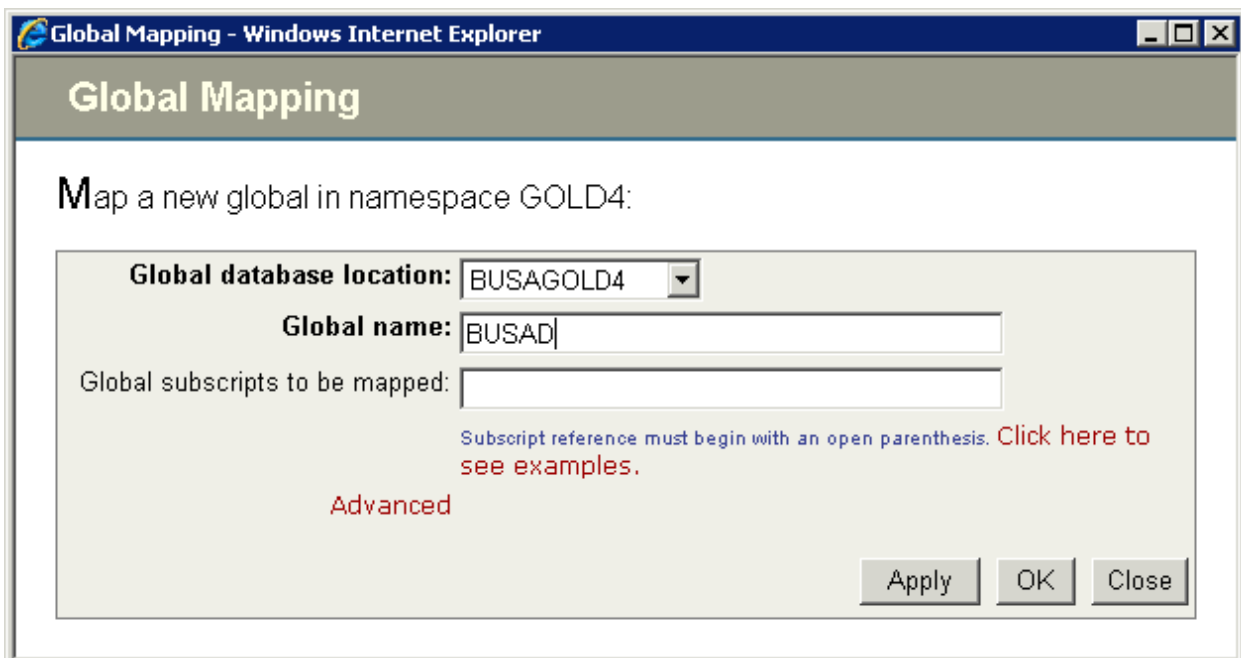 Global Mapping - Windows Internet Explorer
Global Mapping
Map a new global in namespace GOLD4:
Global database location: BUSAGOLD4
Global name: BUSAD
Global subscripts to be mapped:
Subscript reference must begin with an open parenthesis. Click here to
see examples.
Advanced
Apply OK Close